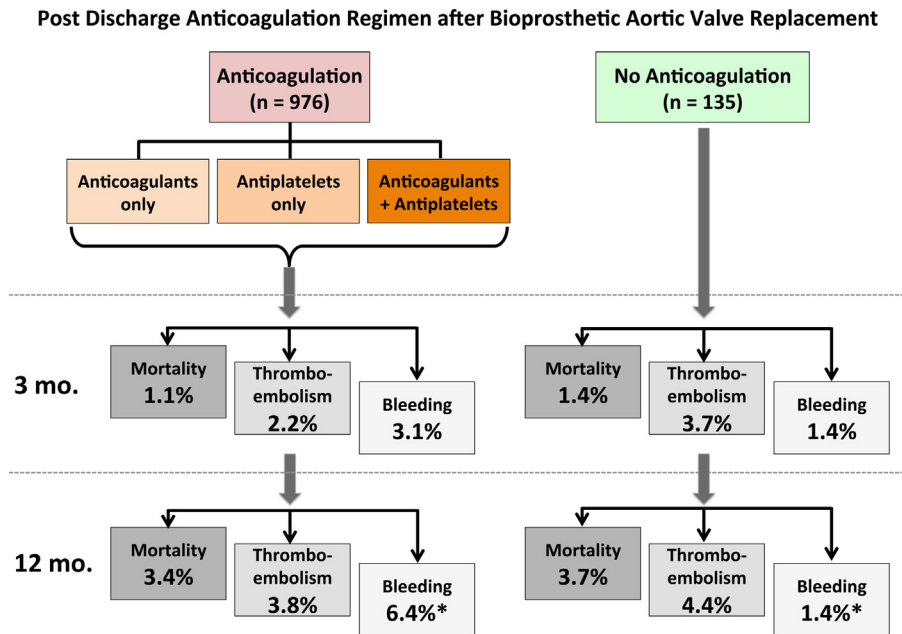 Post Discharge Anticoagulation Regimen after Bioprosthetic Aortic Valve Replacement
Anticoagulation
(n = 976)
No Anticoagulation
(n = 135)
Anticoagulants
only
Antiplatelets
only
Anticoagulants
+ Antiplatelets
3 mo.
Mortality
1.1%
Thrombo-
embolism
2.2%
Bleeding
3.1%
Mortality
1.4%
Thrombo-
embolism
3.7%
Bleeding
1.4%
12 mo.
Mortality
3.4%
Thrombo-
embolism
3.8%
Bleeding
6.4%*
Mortality
3.7%
Thrombo-
embolism
4.4%
Bleeding
1.4%*